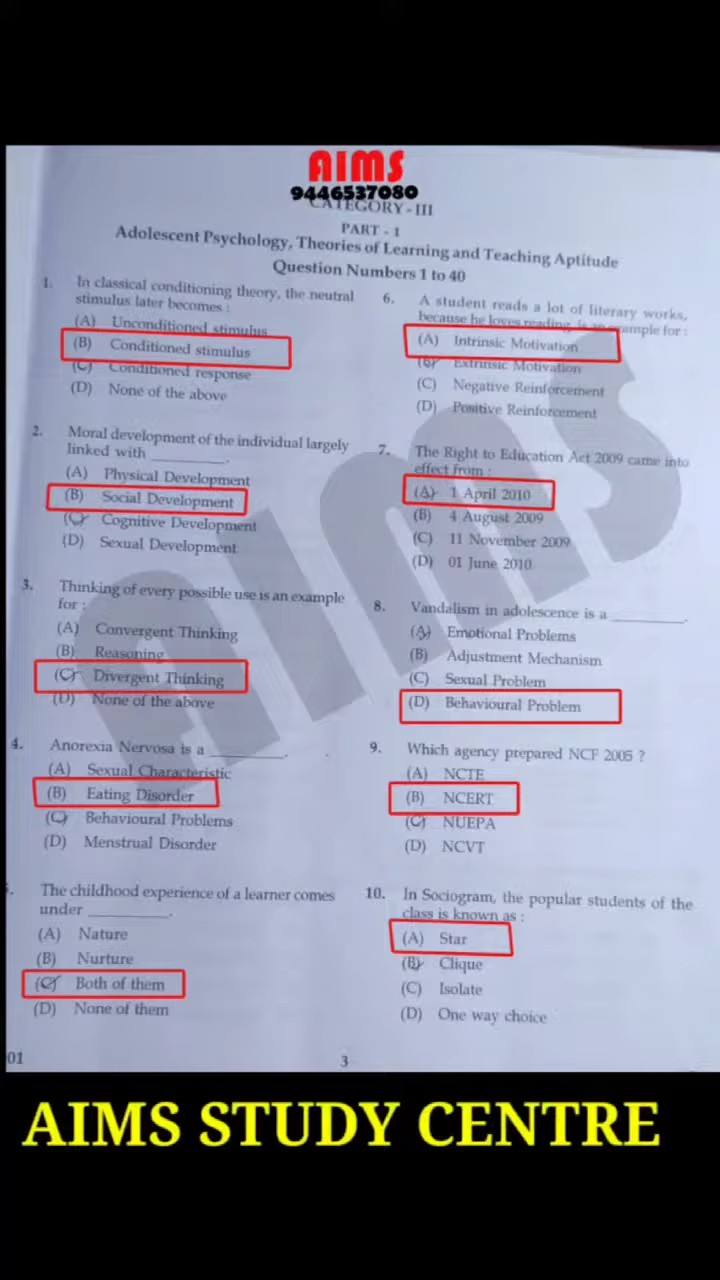 AIMS
9446537080
CATEGORY-III
PART - 1
Adolescent Psychology, Theories of Learning and Teaching Aptitude
Question Numbers 1 to 40
1. In classical conditioning theory, the neutral
stimulus later becomes :
(A) Unconditioned stimulus
(B) Conditioned stimulus
(C) Conditioned response
(D) None of the above
2. Moral development of the individual largely
linked with ________.
(A) Physical Development
(B) Social Development
(C) Cognitive Development
(D) Sexual Development
3. Thinking of every possible use is an example
for :
(A) Convergent Thinking
(B) Reasoning
(C) Divergent Thinking
(D) None of the above
4. Anorexia Nervosa is a ________.
(A) Sexual Characteristic
(B) Eating Disorder
(C) Behavioural Problems
(D) Menstrual Disorder
The childhood experience of a learner comes
under ________.
(A) Nature
(B) Nurture
(C) Both of them
(D) None of them
6. A student reads a lot of literary works,
because he loves reading, is an example for :
(A) Intrinsic Motivation
(B) Extrinsic Motivation
(C) Negative Reinforcement
(D) Positive Reinforcement
7. The Right to Education Act 2009 came into
effect from :
(A) 1 April 2010
(B) 4 August 2009
(C) 11 November 2009
(D) 01 June 2010
8. Vandalism in adolescence is a ________.
(A) Emotional Problems
(B) Adjustment Mechanism
(C) Sexual Problem
(D) Behavioural Problem
9. Which agency prepared NCF 2005 ?
(A) NCTE
(B) NCERT
(C) NUEPA
(D) NCVT
10. In Sociogram, the popular students of the
class is known as :
(A) Star
(B) Clique
(C) Isolate
(D) One way choice
01
3
AIMS
AIMS STUDY CENTRE